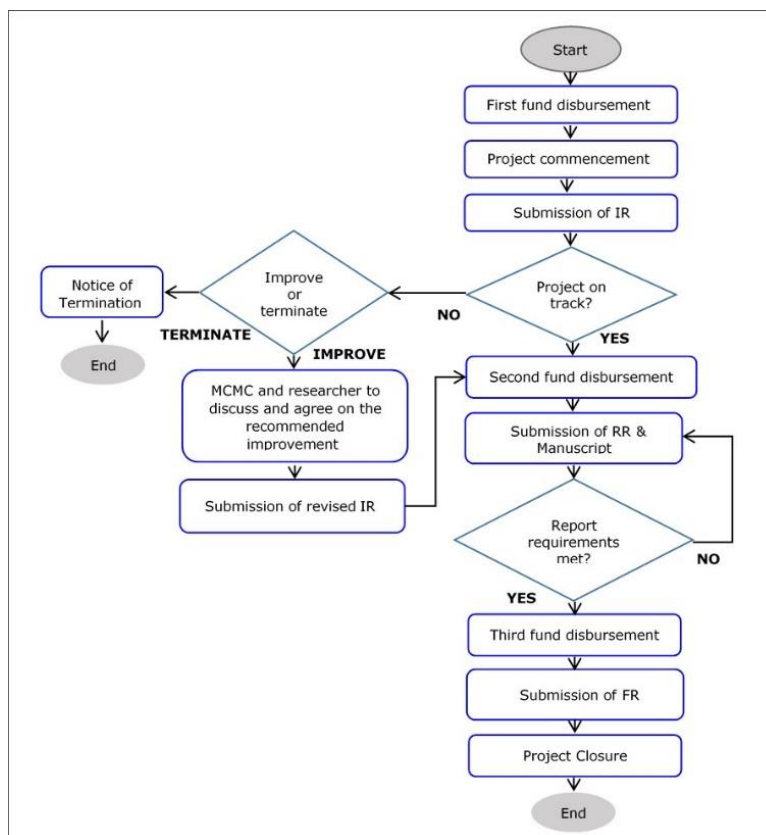 Start
First fund disbursement
Project commencement
Submission of IR
Project on
track?
NO
YES
Improve
or
terminate
TERMINATE
IMPROVE
Notice of
Termination
End
MCMC and researcher to
discuss and agree on the
recommended
improvement
Submission of revised IR
Second fund disbursement
Submission of RR &
Manuscript
Report
requirements
met?
NO
YES
Third fund disbursement
Submission of FR
Project Closure
End